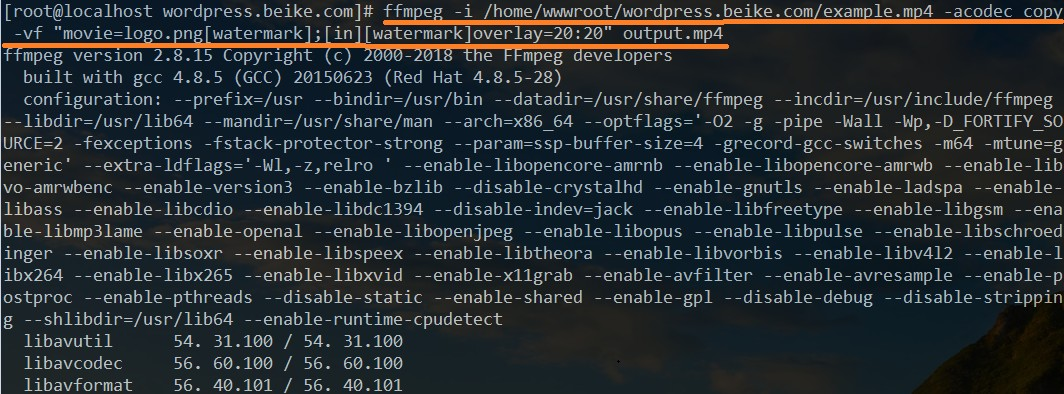 [root@localhost wordpress.beike.com]# ffmpeg -i /home/wwwroot/wordpress.beike.com/example.mp4 -acodec copy
-vf "movie=logo.png[watermark];[in][watermark]overlay=20:20" output.mp4
ffmpeg version 2.8.15 Copyright (c) 2000-2018 the FFmpeg developers
  built with gcc 4.8.5 (GCC) 20150623 (Red Hat 4.8.5-28)
  configuration: --prefix=/usr --bindir=/usr/bin --datadir=/usr/share/ffmpeg --incdir=/usr/include/ffmpeg
--libdir=/usr/lib64 --mandir=/usr/share/man --arch=x86_64 --optflags='-O2 -g -pipe -Wall -Wp,-D_FORTIFY_SO
URCE=2 -fexceptions -fstack-protector-strong --param=ssp-buffer-size=4 -grecord-gcc-switches -m64 -mtune=g
eneric' --extra-ldflags='-Wl,-z,relro ' --enable-libopencore-amrnb --enable-libopencore-amrwb --enable-lib
vo-amrwbenc --enable-version3 --enable-bzlib --disable-crystalhd --enable-gnutls --enable-ladspa --enable-
libass --enable-libcdio --enable-libdc1394 --disable-indev=jack --enable-libfreetype --enable-libgsm --ena
ble-libmp3lame --enable-openal --enable-libopenjpeg --enable-libopus --enable-libpulse --enable-libschroed
inger --enable-libsoxr --enable-libspeex --enable-libtheora --enable-libvorbis --enable-libv4l2 --enable-l
ibx264 --enable-libx265 --enable-libxvid --enable-x11grab --enable-avfilter --enable-avresample --enable-p
ostproc --enable-pthreads --disable-static --enable-shared --enable-gpl --disable-debug --disable-strippin
g --shlibdir=/usr/lib64 --enable-runtime-cpudetect
  libavutil      54. 31.100 / 54. 31.100
  libavcodec     56. 60.100 / 56. 60.100
  libavformat    56. 40.101 / 56. 40.101